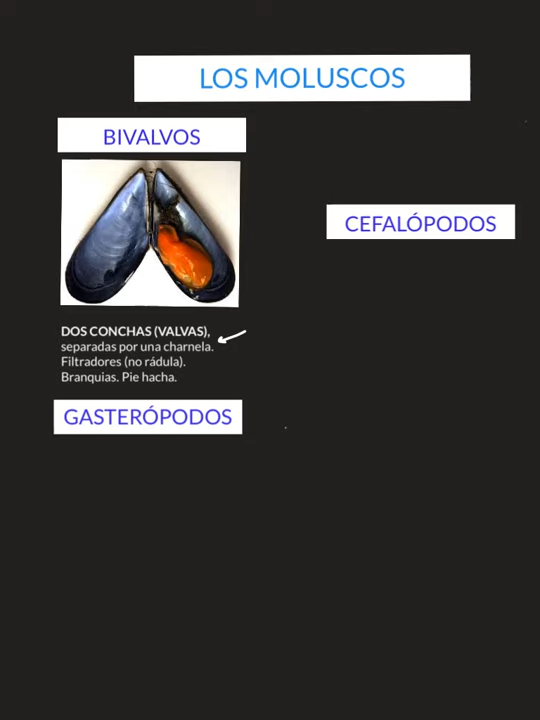 LOS MOLUSCOS
BIVALVOS
CEFALÓPODOS
DOS CONCHAS (VALVAS),
separadas por una charnela.
Filtradores (no rádula).
Branquias. Pie hacha.
GASTERÓPODOS